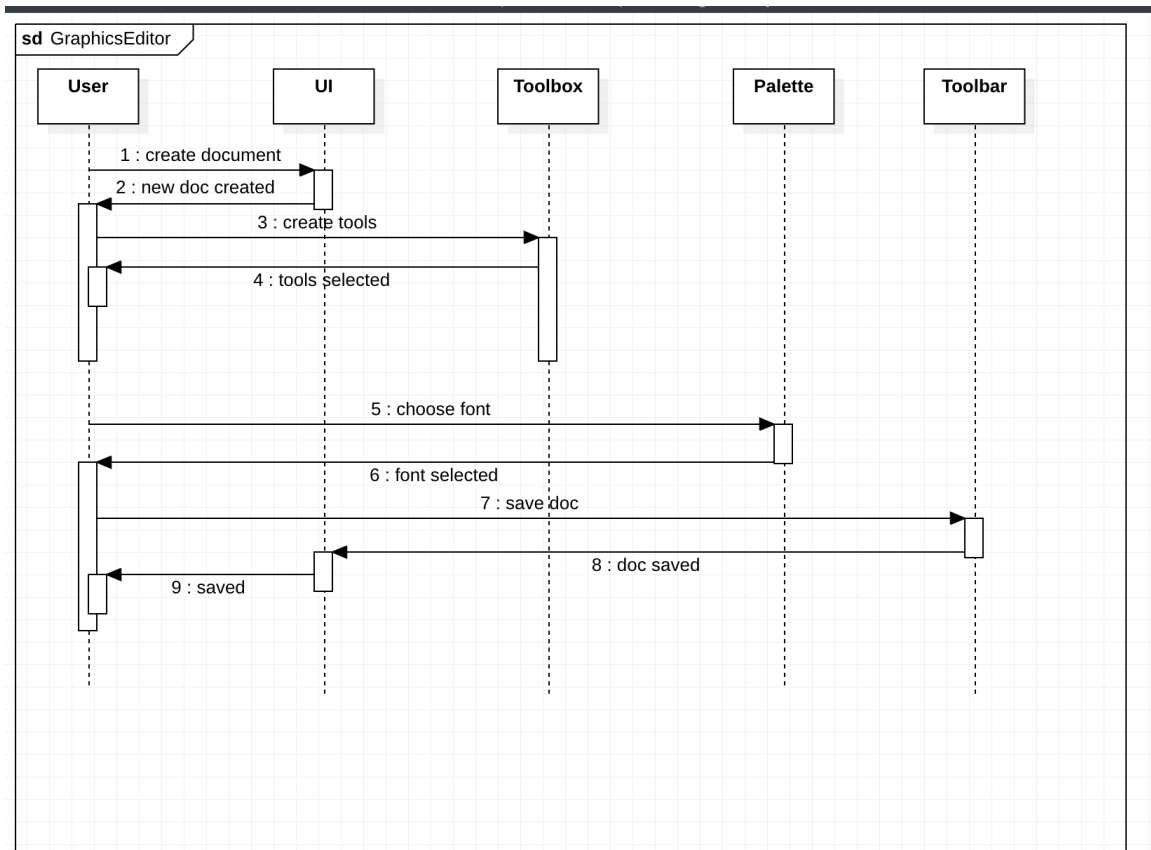 sd GraphicsEditor
User
UI
Toolbox
Palette
Toolbar
1 : create document
2 : new doc created
3 : create tools
4 : tools selected
5 : choose font
6 : font selected
7 : save doc
8 : doc saved
9 : saved